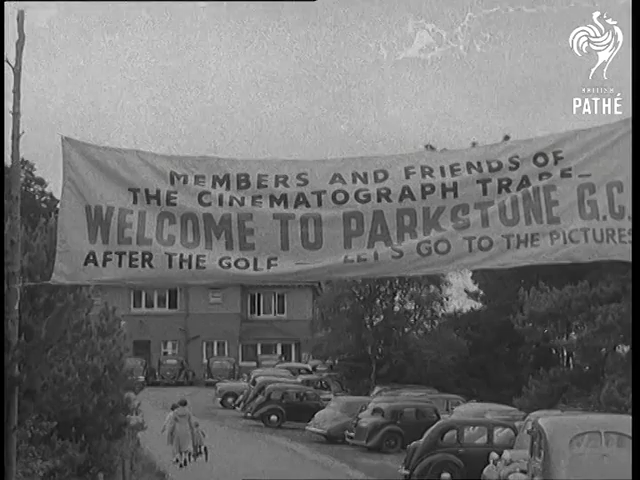 BRITISH
PATHÉ
MEMBERS AND FRIENDS OF
THE CINEMATOGRAPH TRADE-
WELCOME TO PARKSTONE G.C.
AFTER THE GOLF - LET'S GO TO THE PICTURES